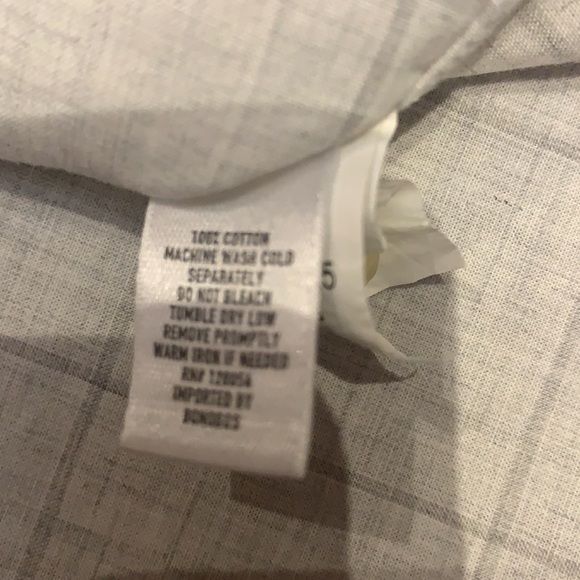 100% COTTON
MACHINE WASH COLD
SEPARATELY
DO NOT BLEACH
TUMBLE DRY LOW
REMOVE PROMPTLY
WARM IRON IF NEEDED
RN# 128054
IMPORTED BY
BONOBOS
5